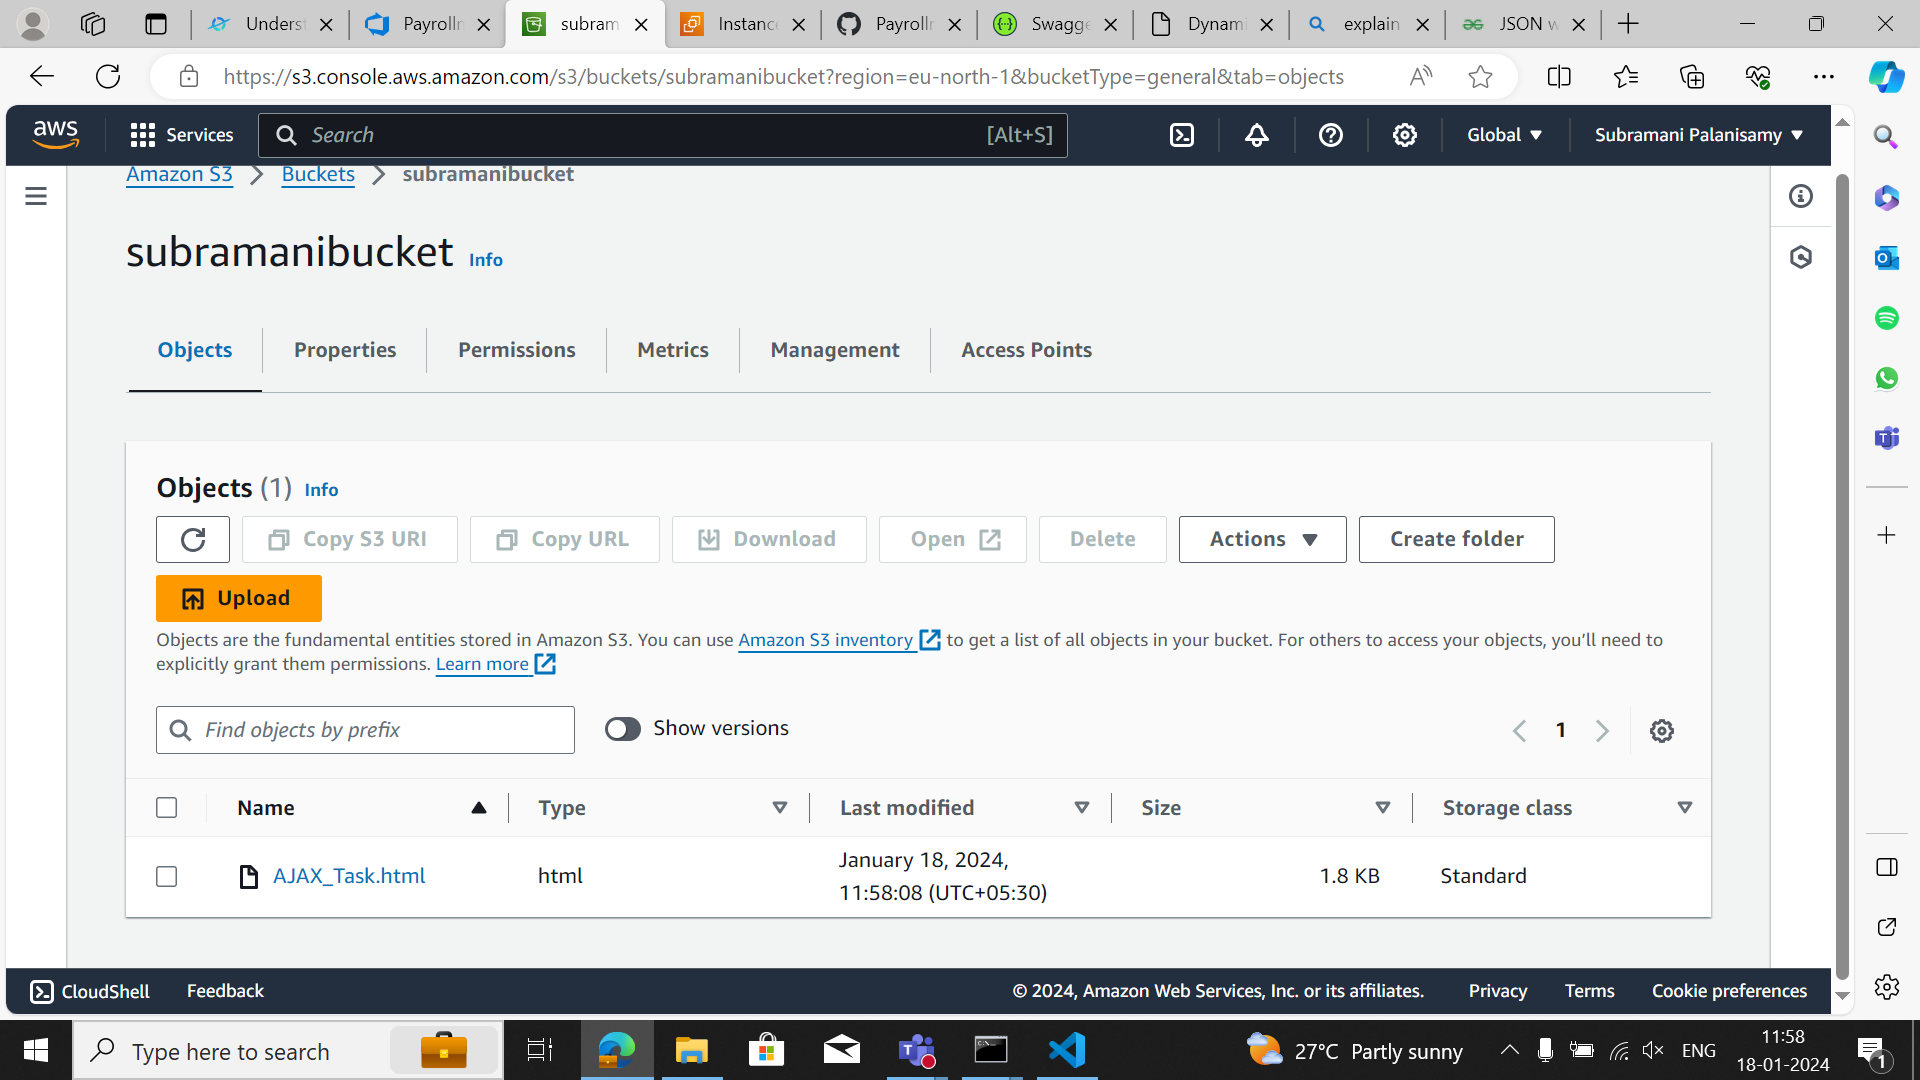 Underst
Payrollr
subram
Instance
Payrollr
Swagge
Dynami
explain
JSON w
https://s3.console.aws.amazon.com/s3/buckets/subramanibucket?region=eu-north-1&bucketType=general&tab=objects
aws
Services
Search
[Alt+S]
Global
Subramani Palanisamy
Amazon S3
Buckets
subramanibucket
subramanibucket Info
Objects
Properties
Permissions
Metrics
Management
Access Points
Objects (1) Info
Copy S3 URI
Copy URL
Download
Open
Delete
Actions
Create folder
Upload
Objects are the fundamental entities stored in Amazon S3. You can use Amazon S3 inventory to get a list of all objects in your bucket. For others to access your objects, you’ll need to
explicitly grant them permissions. Learn more
Find objects by prefix
Show versions
1
Name
Type
Last modified
Size
Storage class
AJAX_Task.html
html
January 18, 2024,
11:58:08 (UTC+05:30)
1.8 KB
Standard
CloudShell
Feedback
© 2024, Amazon Web Services, Inc. or its affiliates.
Privacy
Terms
Cookie preferences
Type here to search
27°C Partly sunny
ENG
11:58
18-01-2024
1